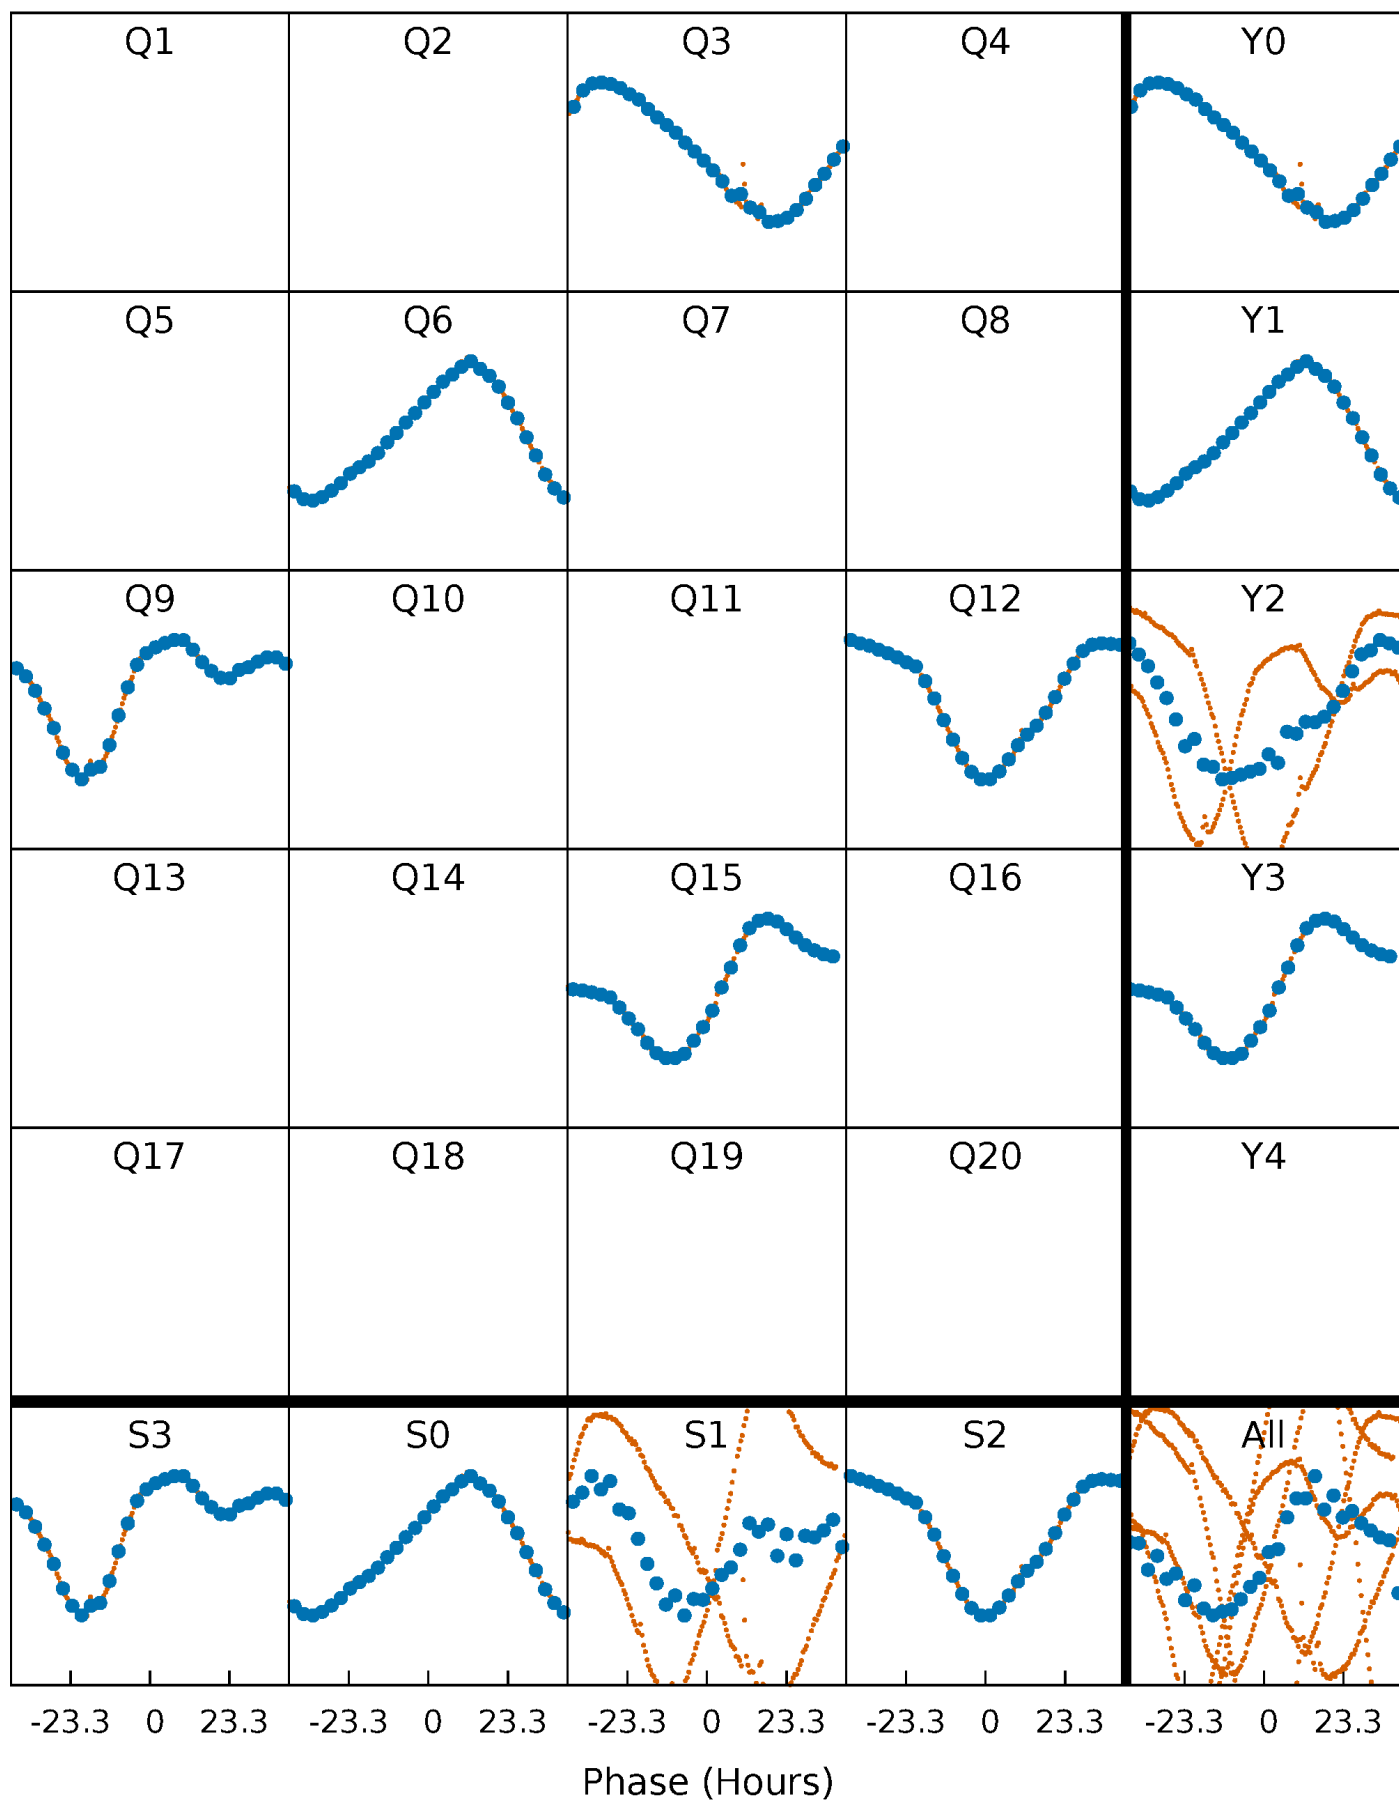 Q1 Q2 Q3 Q4 Y0
Q5 Q6 Q7 Q8 Y1
Q9 Q10 Q11 Q12 Y2
Q13 Q14 Q15 Q16 Y3
Q17 Q18 Q19 Q20 Y4
S3 S0 S1 S2 All
-23.3 0 23.3 -23.3 0 23.3 -23.3 0 23.3 -23.3 0 23.3 -23.3 0 23.3
Phase (Hours)